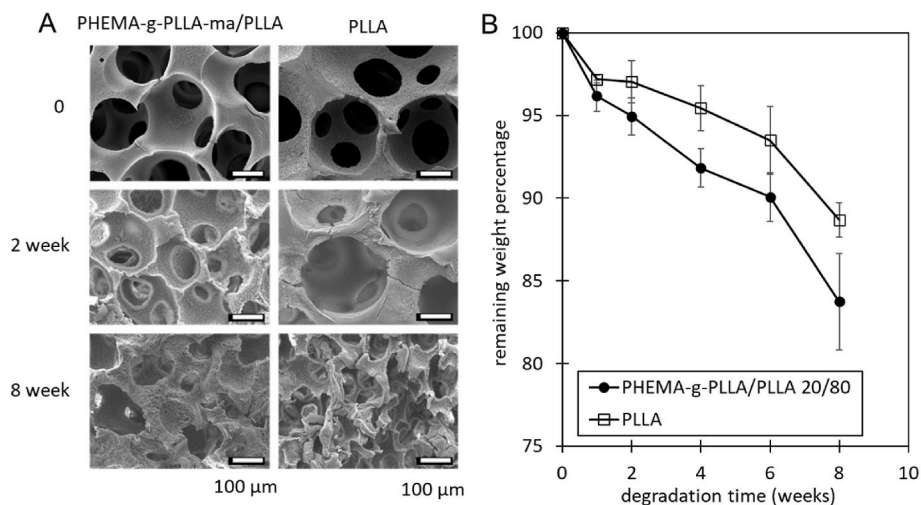 A
PHEMA-g-PLLA-ma/PLLA PLLA
0
2 week
8 week
100 µm 100 µm
B
100
95
90
85
80
75
remaining weight percentage
PHEMA-g-PLLA/PLLA 20/80
PLLA
0 2 4 6 8 10
degradation time (weeks)